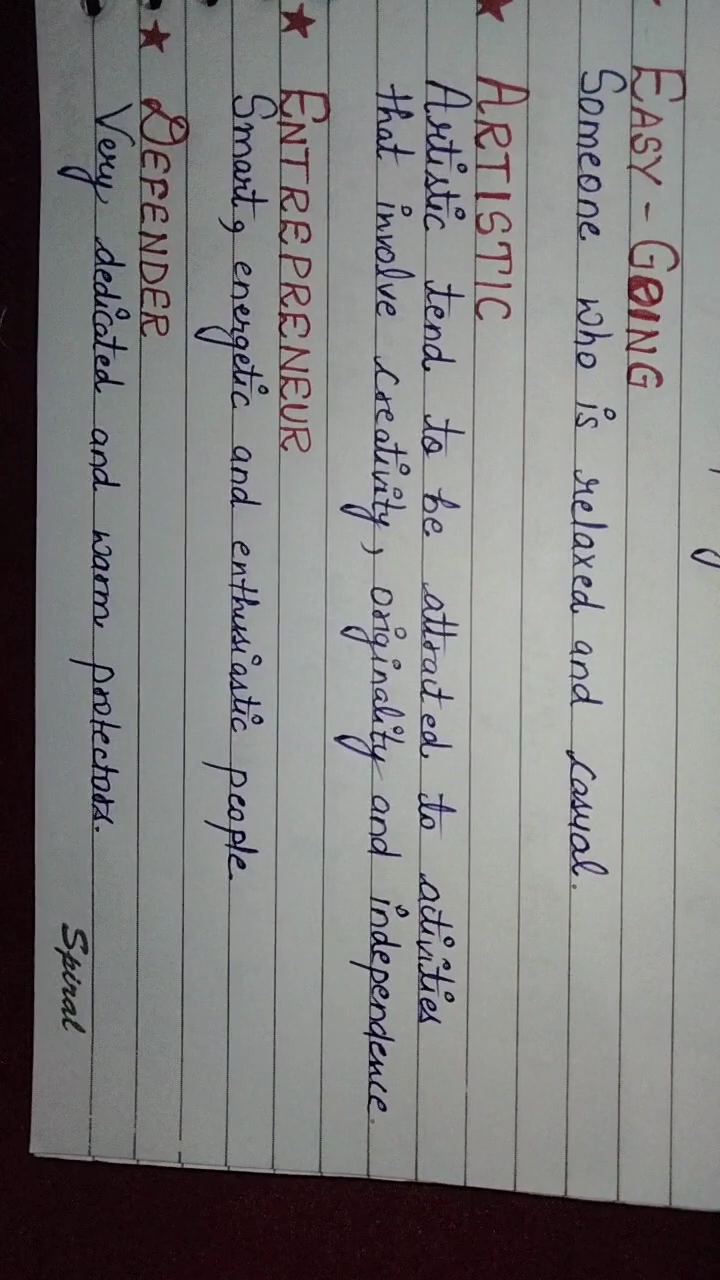 EASY-GOING
Someone who is relaxed and casual.
★ ARTISTIC
Artistic tend to be attracted to activities
that involve creativity, originality and independence.
★ ENTREPRENEUR
Smart, energetic and enthusiastic people.
★ DEFENDER
Very dedicated and warm protectors.
Spiral